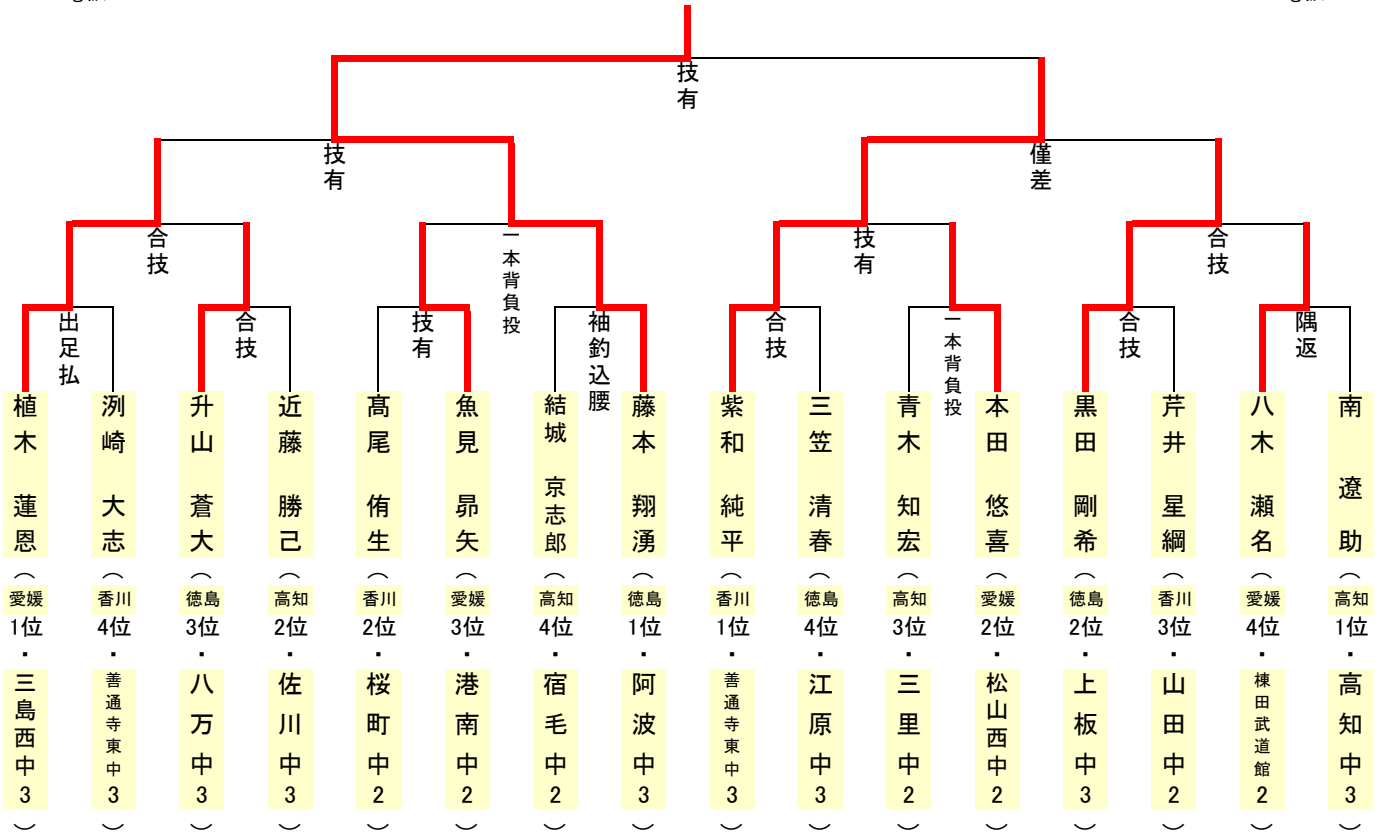 技有
技有
僅差
合技
一本背負投
技有
合技
出足払
合技
技有
袖釣込腰
合技
一本背負投
合技
隅返
植木 蓮恩（愛媛1位・三島西中3）
洌崎 大志（香川4位・善通寺東中3）
升山 蒼大（徳島3位・八万中3）
近藤 勝己（高知2位・佐川中3）
髙尾 侑生（香川2位・桜町中2）
魚見 昴矢（愛媛3位・港南中2）
結城 京志郎（高知4位・宿毛中2）
藤本 翔湧（徳島1位・阿波中3）
紫和 純平（香川1位・善通寺東中3）
三笠 清春（徳島4位・江原中3）
青木 知宏（高知3位・三里中2）
本田 悠喜（愛媛2位・松山西中2）
黒田 剛希（徳島2位・上板中3）
芹井 星綱（香川3位・山田中2）
八木 瀬名（愛媛4位・棟田武道館2）
南 遼助（高知1位・高知中3）